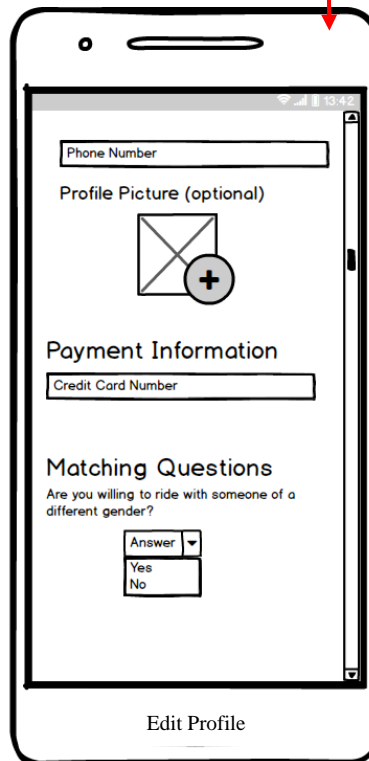 13:42
Phone Number
Profile Picture (optional)
+
Payment Information
Credit Card Number
Matching Questions
Are you willing to ride with someone of a
different gender?
Answer
Yes
No
Edit Profile